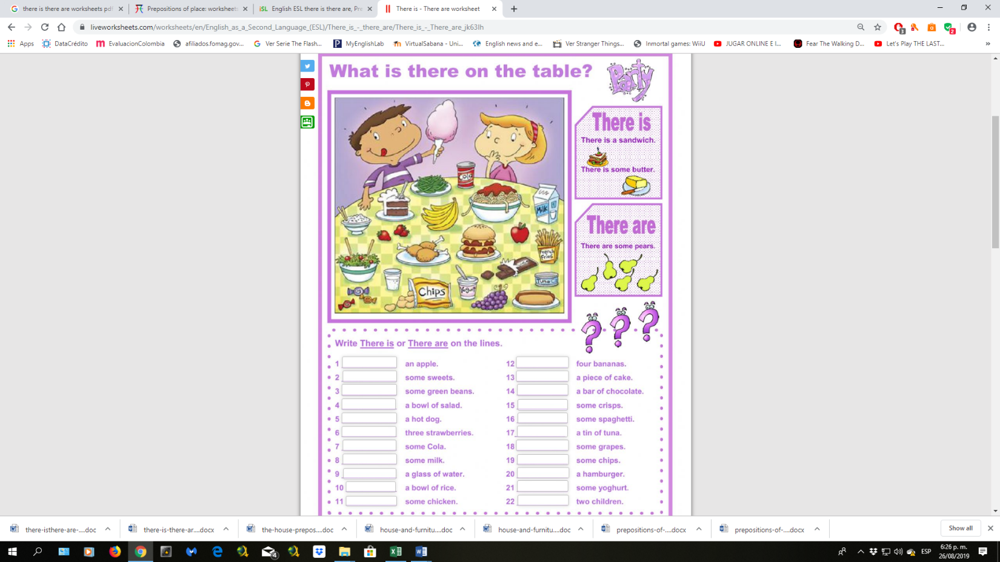 there is there are worksheets pdf
Prepositions of place: worksheets
iSL English ESL there is there are, Pre
There is - There are worksheet
liveworksheets.com/worksheets/en/English_as_a_Second_Language_(ESL)/There_is_-_there_are/There_is_-_There_are_jk63lh
3
a
2
Apps
DataCrédito
EvaluacionColombia
afiliados.fomag.gov...
Ver Serie The Flash...
MyEnglishLab
VirtualSabana - Uni...
English news and e...
Ver Stranger Things...
Inmortal games: WiiU
JUGAR ONLINE E I...
Fear The Walking D...
Let's Play THE LAST...
What is there on the table?
Party
There is
There is a sandwich.
There is some butter.
There are
There are some pears.
Cola
Milk
French
Fries
Tuna
Chips
Yogurt
Write There is or There are on the lines.
1 an apple.
2 some sweets.
3 some green beans.
4 a bowl of salad.
5 a hot dog.
6 three strawberries.
7 some Cola.
8 some milk.
9 a glass of water.
10 a bowl of rice.
11 some chicken.
12 four bananas.
13 a piece of cake.
14 a bar of chocolate.
15 some crisps.
16 some spaghetti.
17 a tin of tuna.
18 some grapes.
19 some chips.
20 a hamburger.
21 some yoghurt.
22 two children.
there-isthere-are-....doc
there-is-there-ar....docx
the-house-prepos....doc
house-and-furnitu....doc
house-and-furnitu....doc
prepositions-of-....docx
prepositions-of-....docx
Show all
4
ESP
6:26 p. m.
26/08/2019